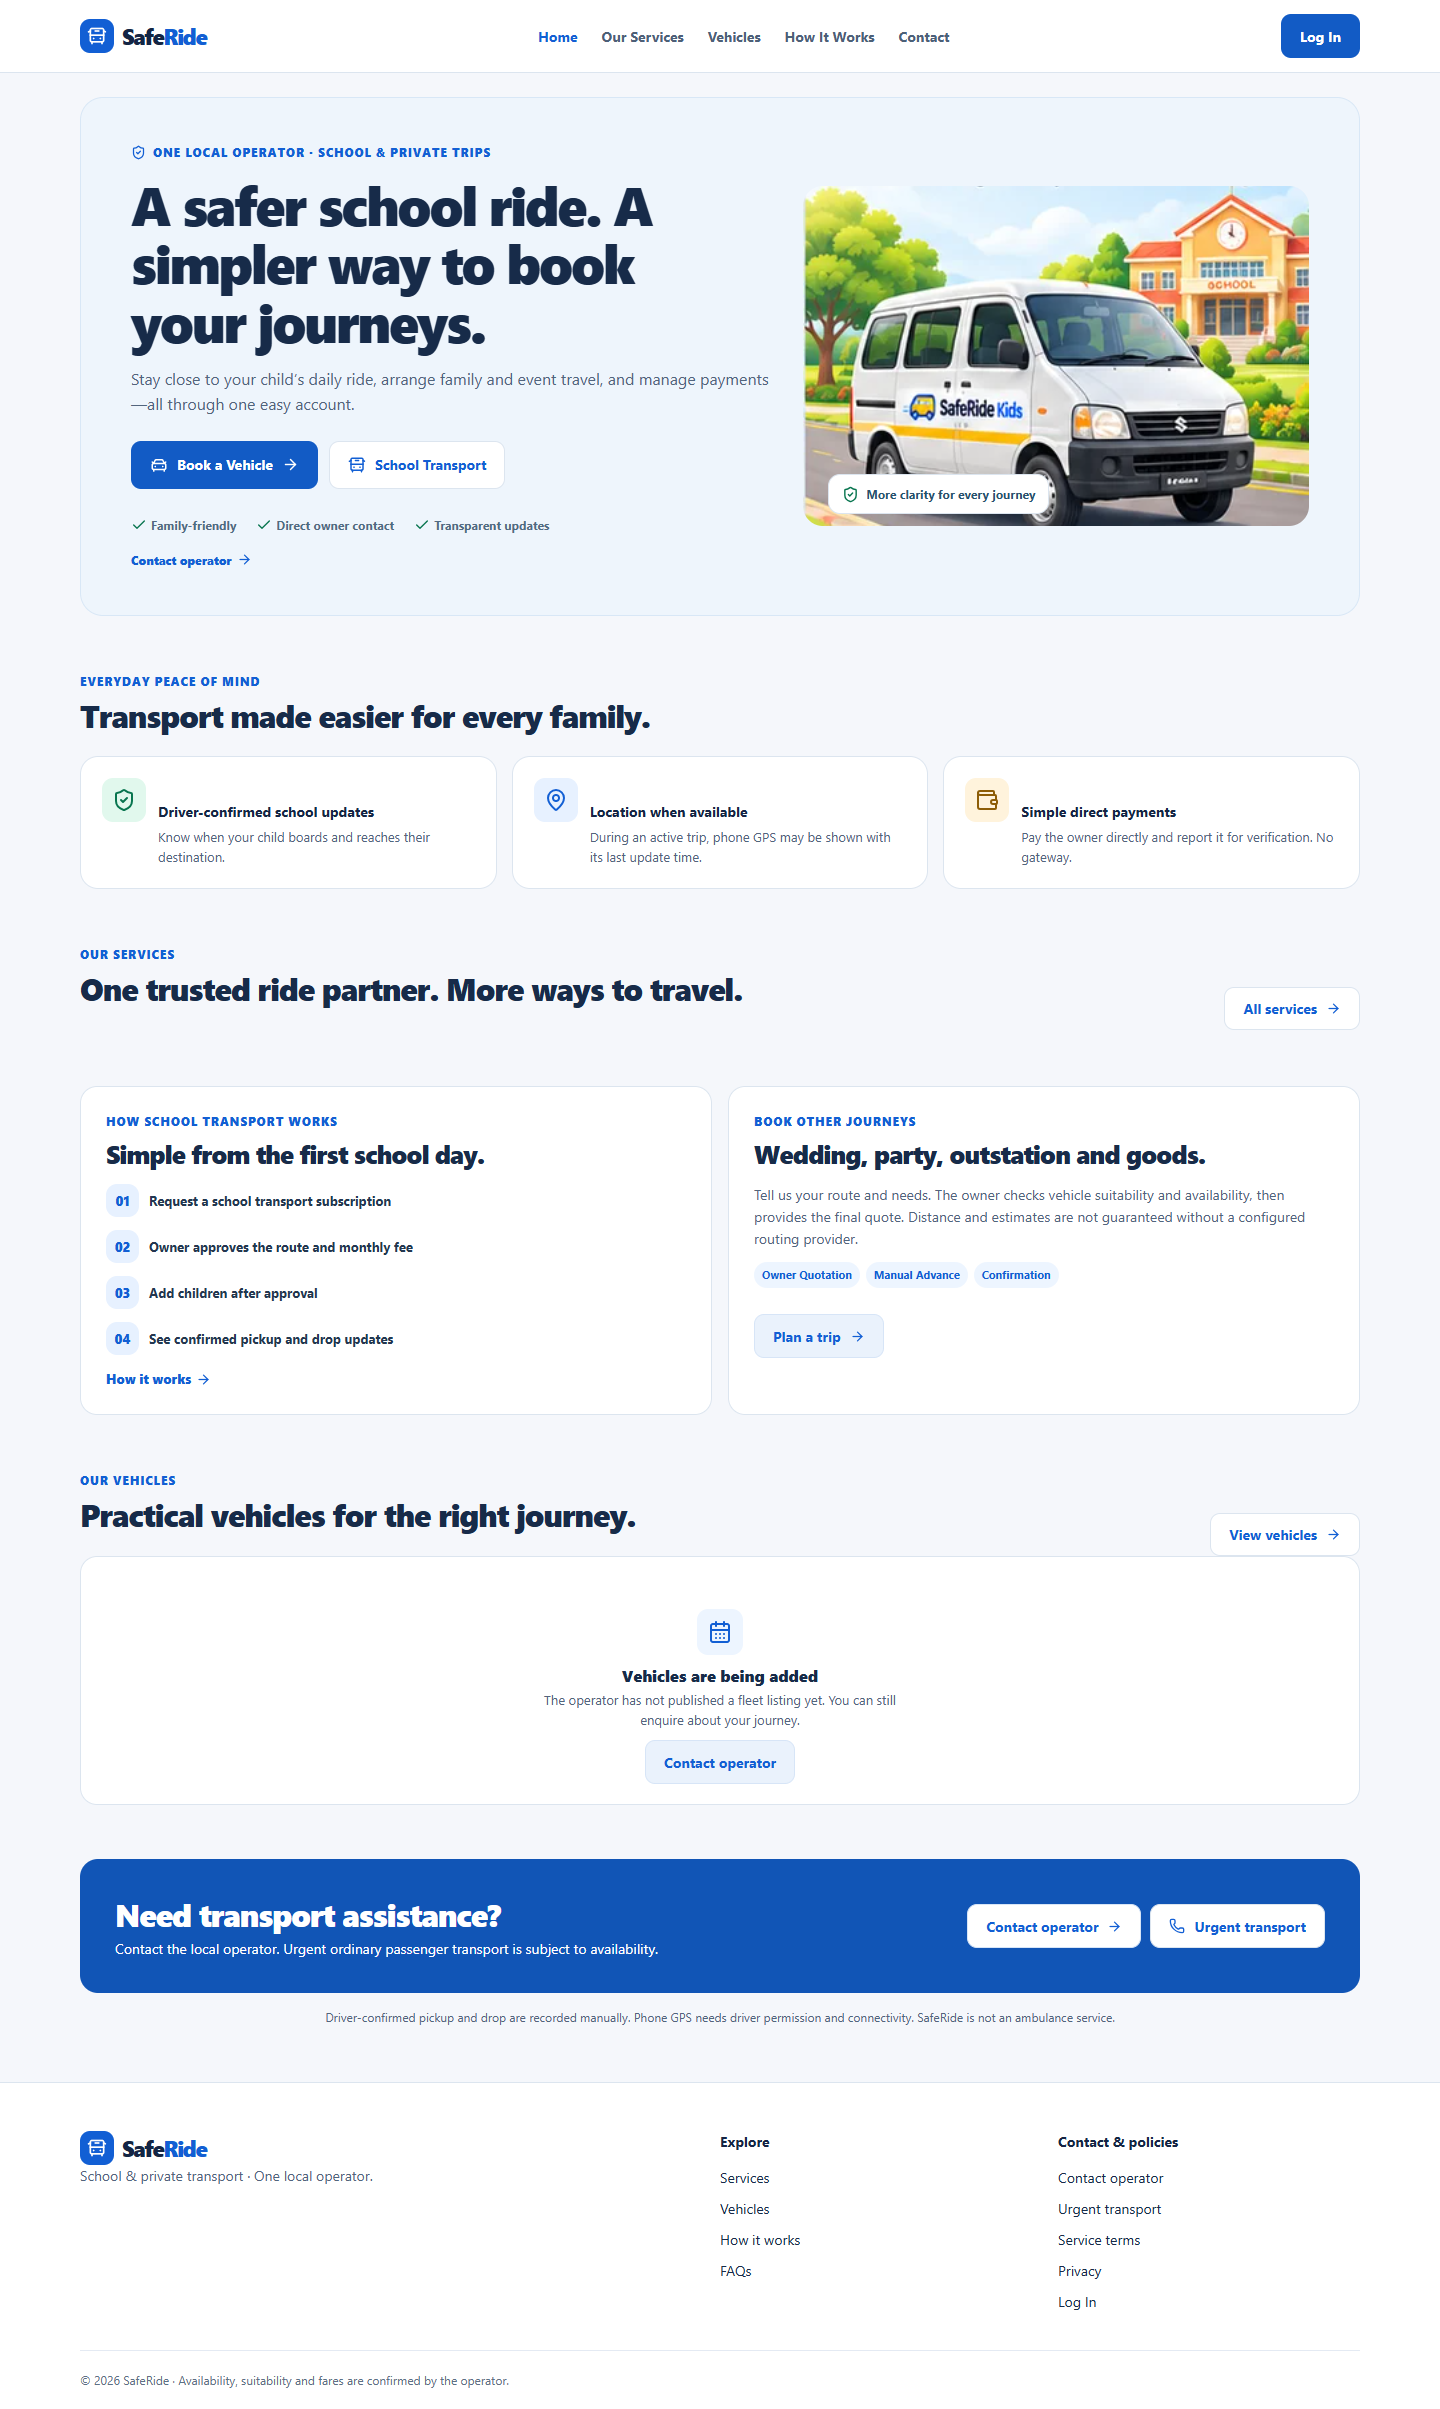 SafeRide
Home
Our Services
Vehicles
How It Works
Contact
Log In
ONE LOCAL OPERATOR · SCHOOL & PRIVATE TRIPS
A safer school ride. A
simpler way to book
your journeys.
Stay close to your child's daily ride, arrange family and event travel, and manage payments
—all through one easy account.
Book a Vehicle
School Transport
Family-friendly
Direct owner contact
Transparent updates
Contact operator
SCHOOL
SafeRide Kids
More clarity for every journey
EVERYDAY PEACE OF MIND
Transport made easier for every family.
Driver-confirmed school updates
Know when your child boards and reaches their
destination.
Location when available
During an active trip, phone GPS may be shown with
its last update time.
Simple direct payments
Pay the owner directly and report it for verification. No
gateway.
OUR SERVICES
One trusted ride partner. More ways to travel.
All services
HOW SCHOOL TRANSPORT WORKS
Simple from the first school day.
01 Request a school transport subscription
02 Owner approves the route and monthly fee
03 Add children after approval
04 See confirmed pickup and drop updates
How it works
BOOK OTHER JOURNEYS
Wedding, party, outstation and goods.
Tell us your route and needs. The owner checks vehicle suitability and availability, then
provides the final quote. Distance and estimates are not guaranteed without a configured
routing provider.
Owner Quotation
Manual Advance
Confirmation
Plan a trip
OUR VEHICLES
Practical vehicles for the right journey.
View vehicles
Vehicles are being added
The operator has not published a fleet listing yet. You can still
enquire about your journey.
Contact operator
Need transport assistance?
Contact the local operator. Urgent ordinary passenger transport is subject to availability.
Contact operator
Urgent transport
Driver-confirmed pickup and drop are recorded manually. Phone GPS needs driver permission and connectivity. SafeRide is not an ambulance service.
SafeRide
School & private transport · One local operator.
Explore
Services
Vehicles
How it works
FAQs
Contact & policies
Contact operator
Urgent transport
Service terms
Privacy
Log In
© 2026 SafeRide · Availability, suitability and fares are confirmed by the operator.